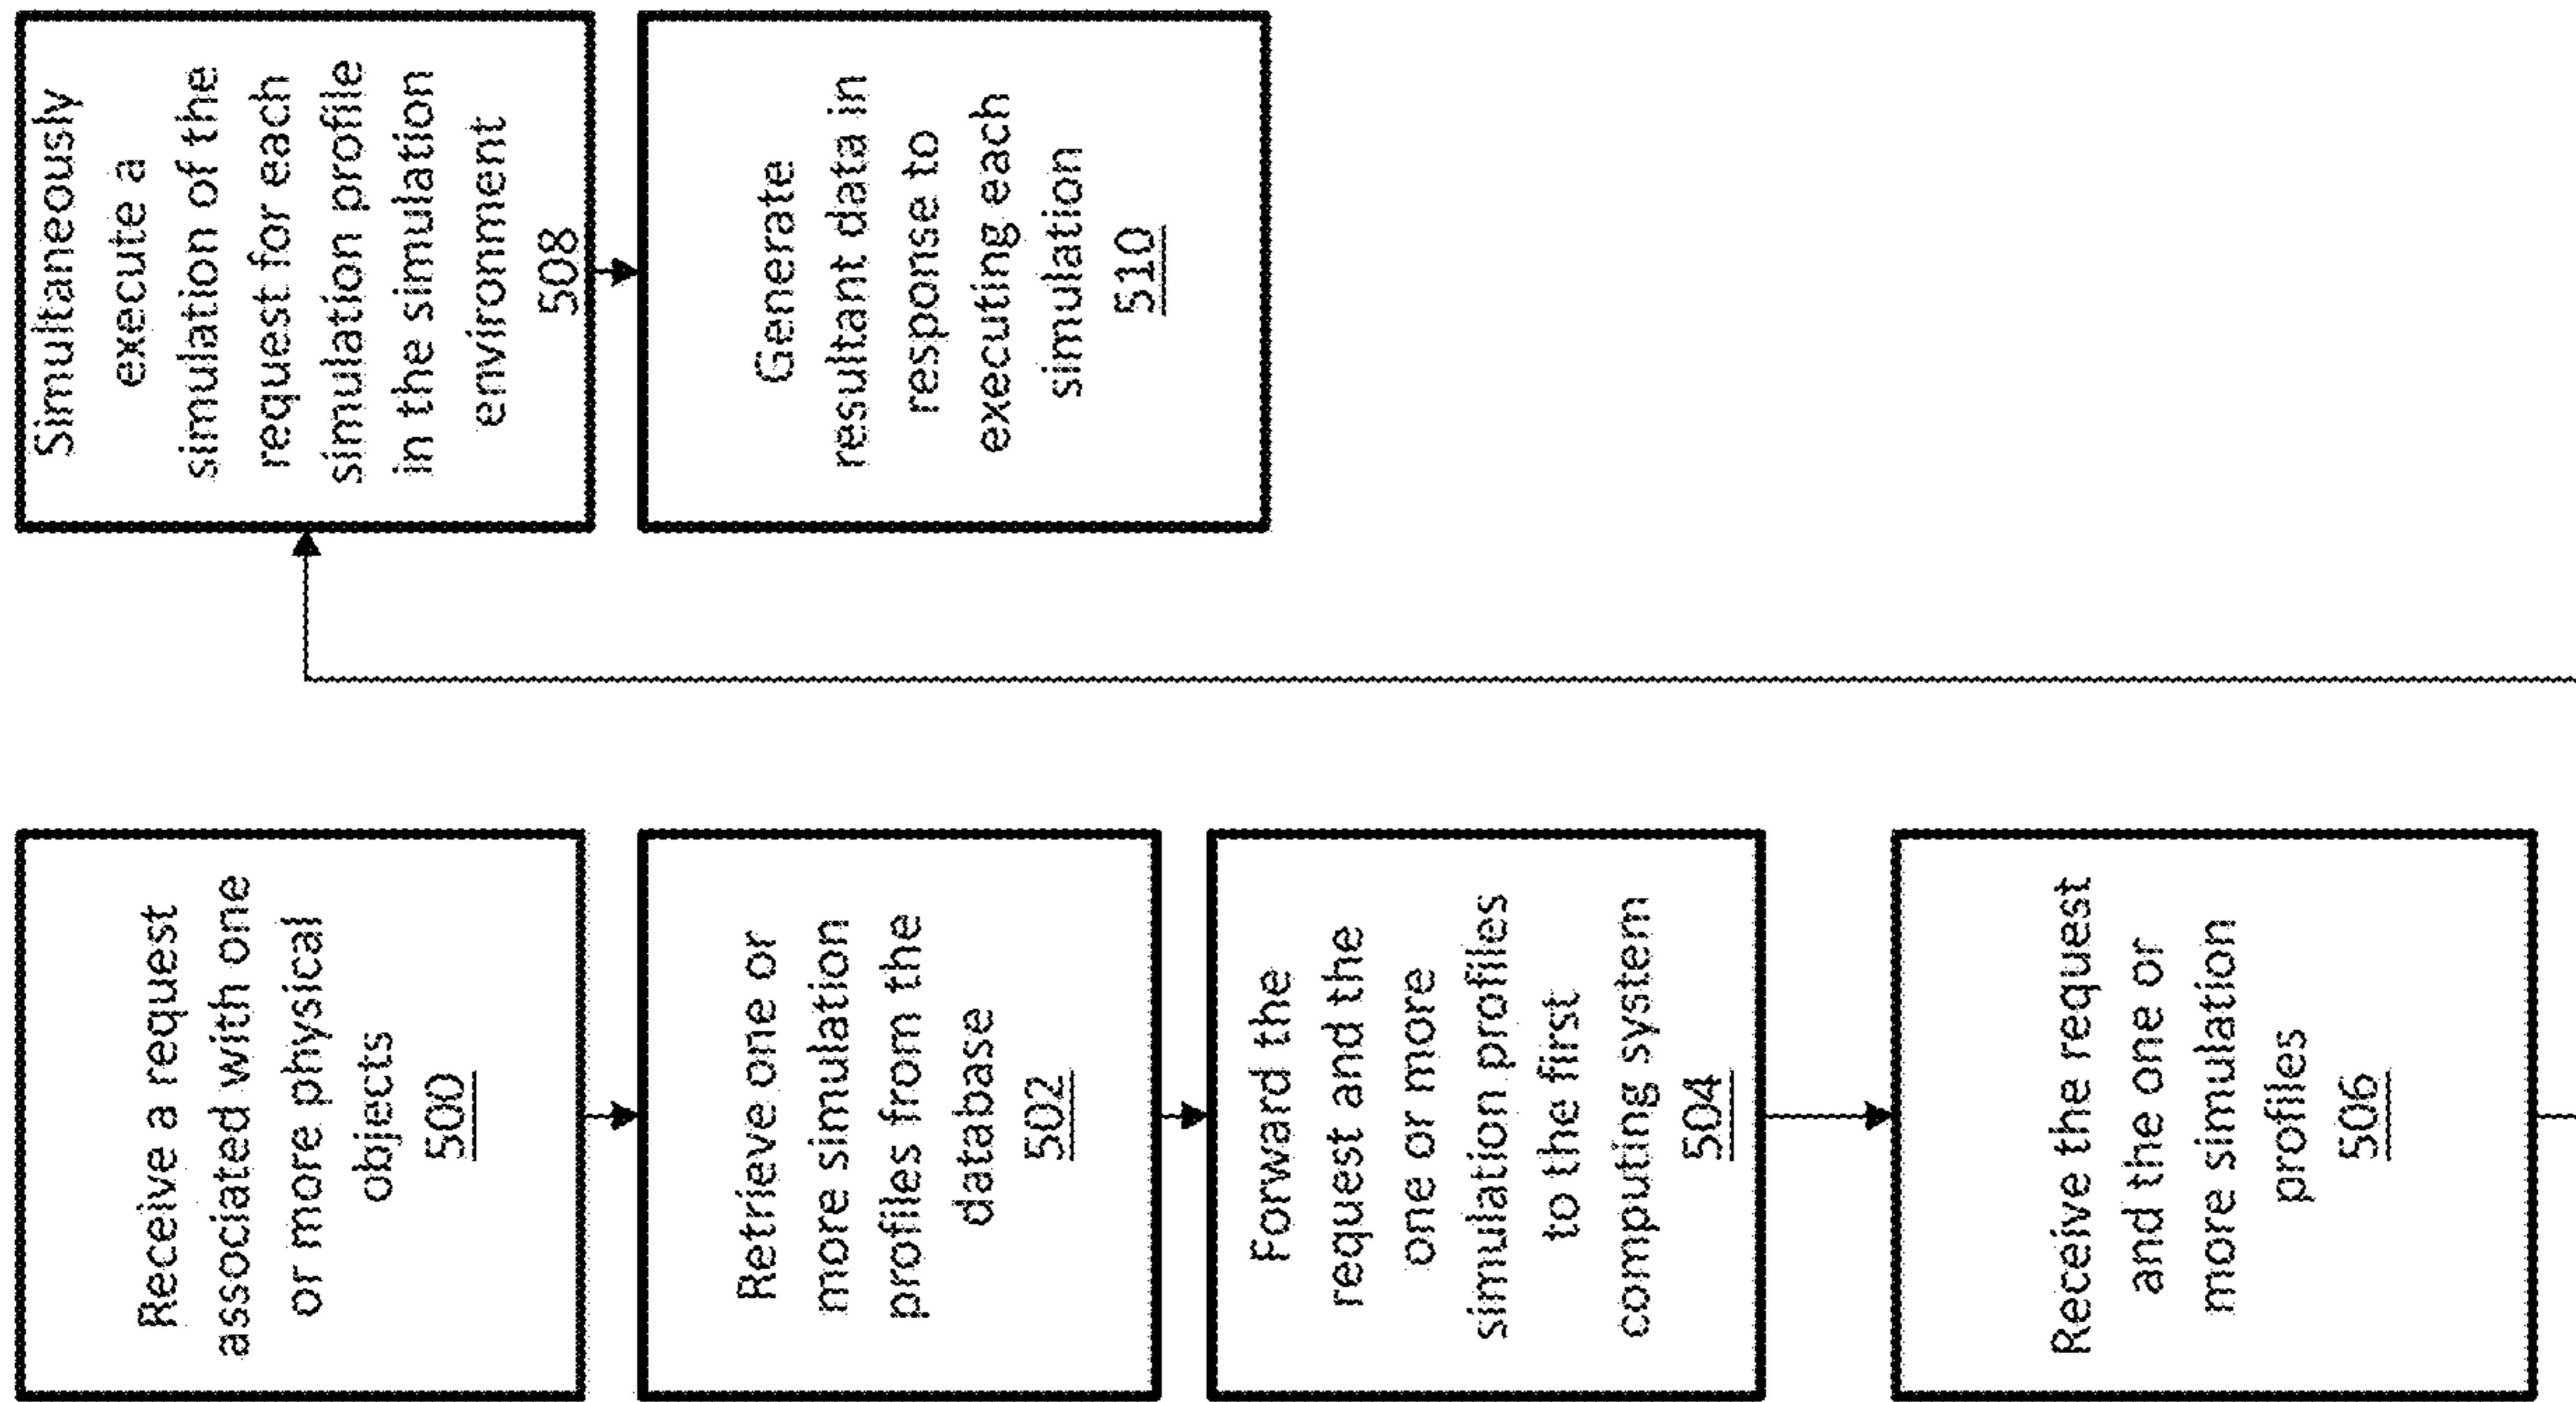 Receive a request
associated with one
or more physical
objects
500
Retrieve one or
more simulation
profiles from the
database
502
Forward the
request and the
one or more
simulation profiles
to the first
computing system
504
Receive the request
and the one or
more simulation
profiles
506
Simultaneously
execute a
simulation of the
request for each
simulation profile
in the simulation
environment
508
Generate
resultant data in
response to
executing each
simulation
510